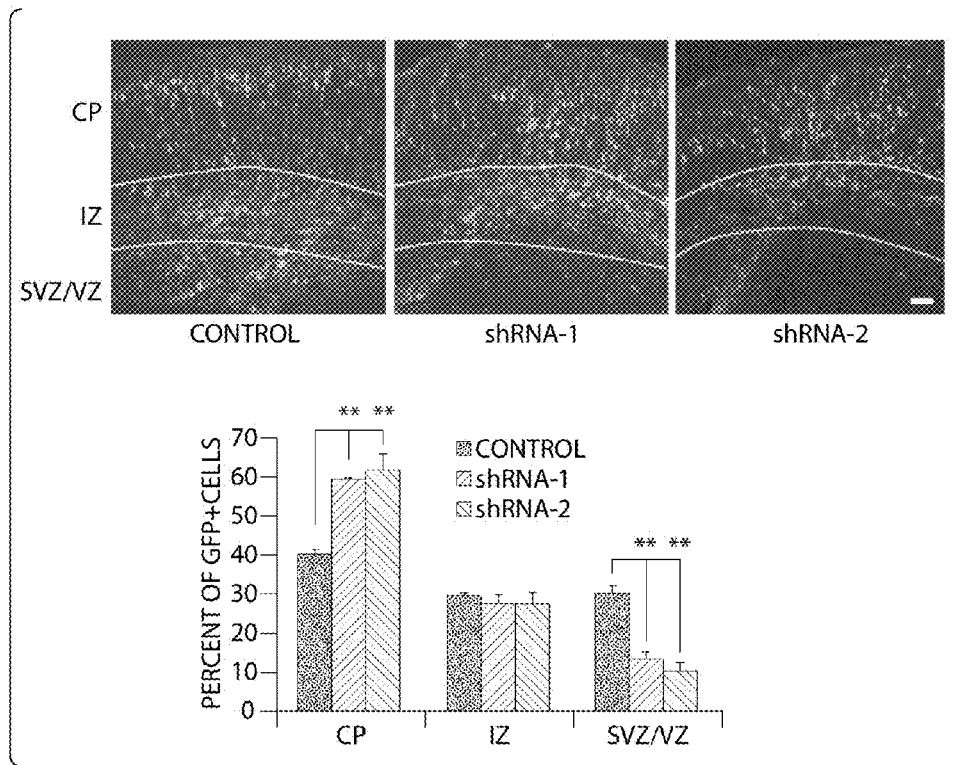 CP
IZ
SVZ/VZ
CONTROL shRNA-1 shRNA-2
** **
CONTROL
shRNA-1
shRNA-2
PERCENT OF GFP+CELLS
70
60
50
40
30
20
10
0
** **
CP IZ SVZ/VZ